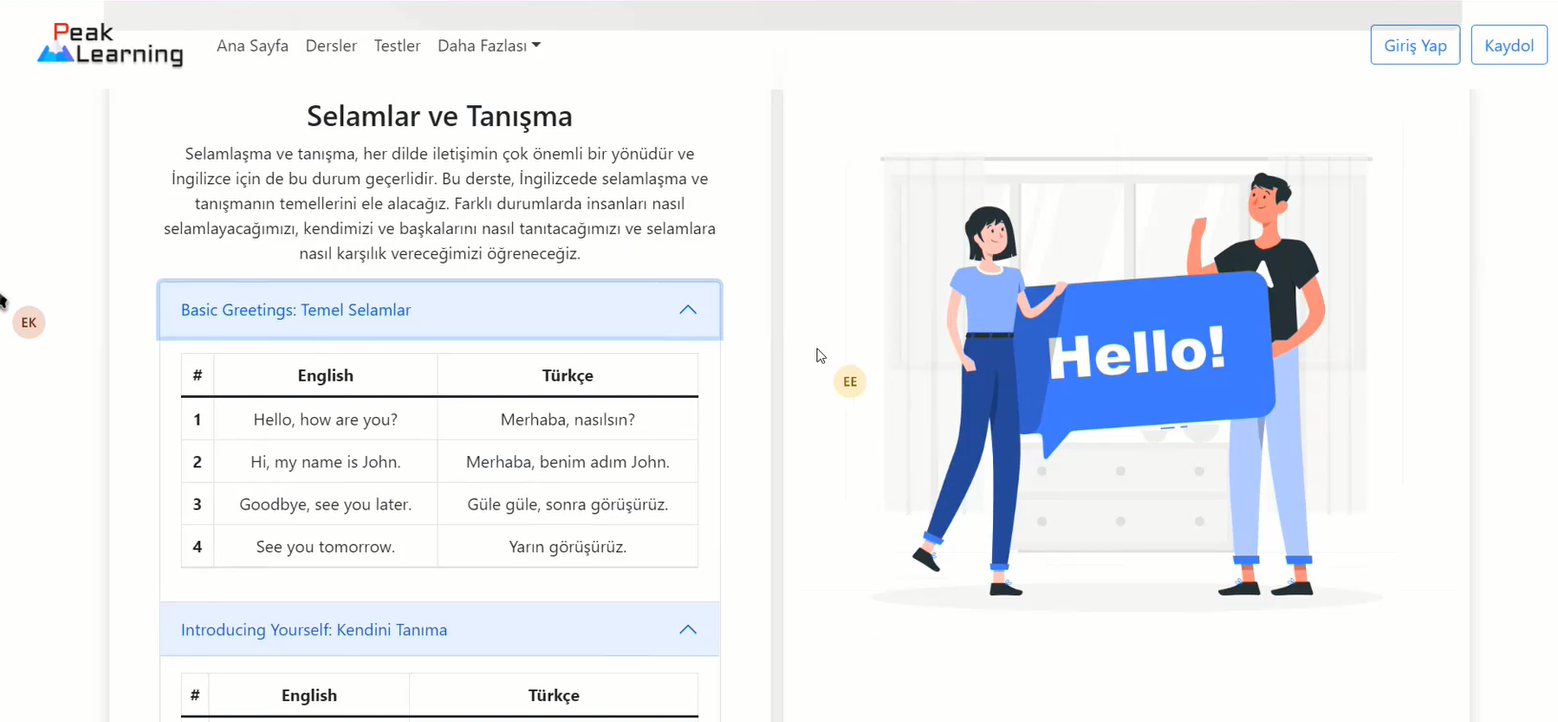 Peak
Learning
Ana Sayfa Dersler Testler Daha Fazlası
Giriş Yap Kaydol
Selamlar ve Tanışma
Selamlaşma ve tanışma, her dilde iletişimin çok önemli bir yönüdür ve
İngilizce için de bu durum geçerlidir. Bu derste, İngilizcede selamlaşma ve
tanışmanın temellerini ele alacağız. Farklı durumlarda insanları nasıl
selamlayacağımızı, kendimizi ve başkalarını nasıl tanıtacağımızı ve selamlara
nasıl karşılık vereceğimizi öğreneceğiz.
Basic Greetings: Temel Selamlar
# English Türkçe
1 Hello, how are you? Merhaba, nasılsın?
2 Hi, my name is John. Merhaba, benim adım John.
3 Goodbye, see you later. Güle güle, sonra görüşürüz.
4 See you tomorrow. Yarın görüşürüz.
Introducing Yourself: Kendini Tanıma
# English Türkçe
Hello!
EK
EE